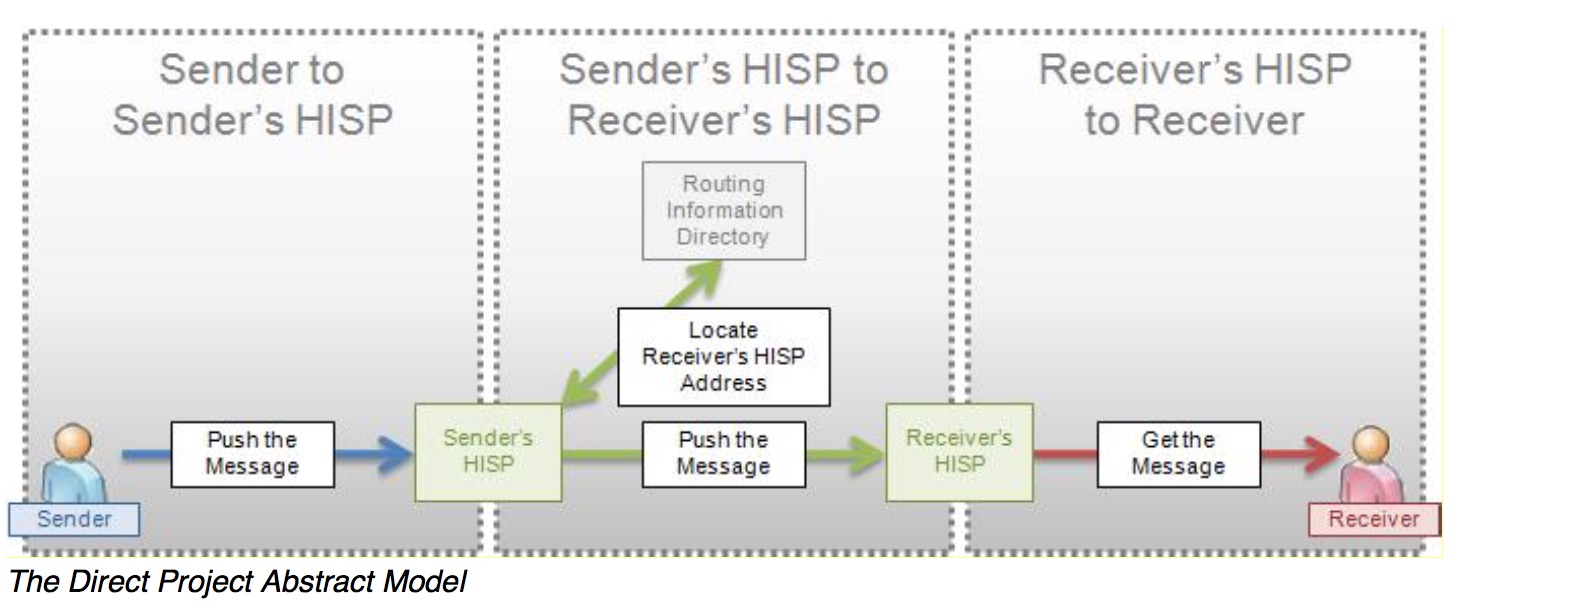 Sender to
Sender's HISP
Sender's HISP to
Receiver's HISP
Receiver's HISP
to Receiver
Routing
Information
Directory
Locate
Receiver's HISP
Address
Push the
Message
Sender's
HISP
Push the
Message
Receiver's
HISP
Get the
Message
Sender
Receiver
The Direct Project Abstract Model